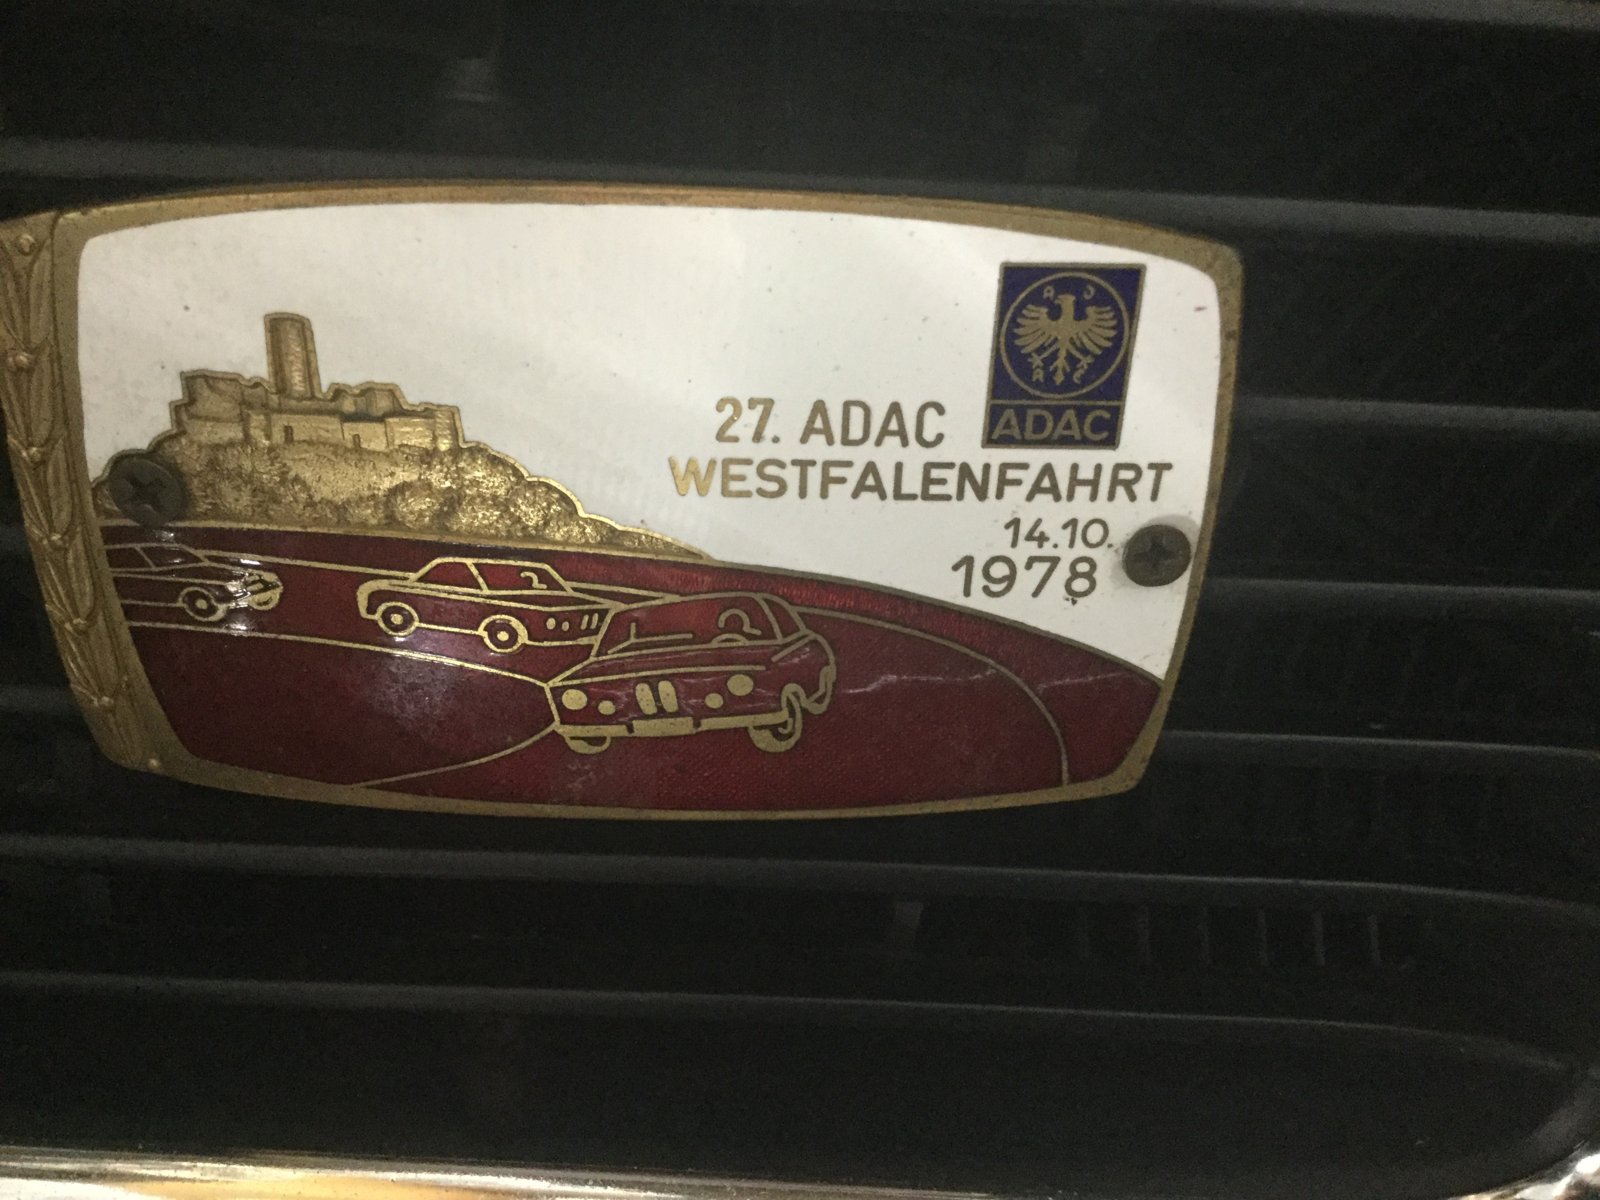 ADAC
27. ADAC
WESTFALENFAHRT
14.10.
1978